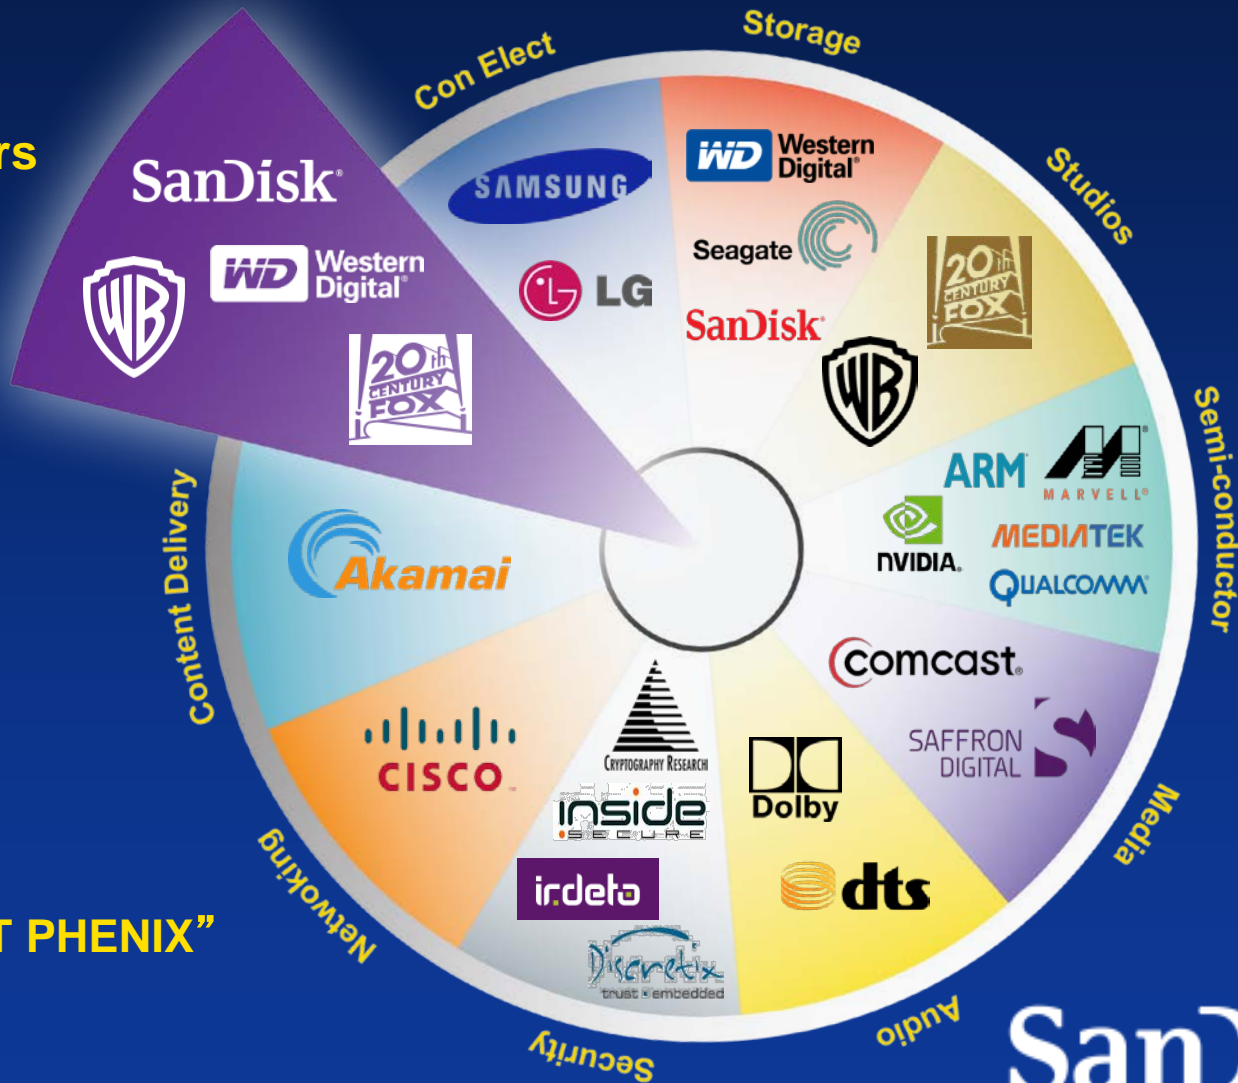 rs
SanDisk
WB
WD Western Digital®
20th
CENTURY
FOX
Con Elect
SAMSUNG
LG
Storage
WD Western Digital®
Seagate
SanDisk
Studios
20th
CENTURY
FOX
WB
Semi-conductor
ARM
MARVELL®
NVIDIA.
MEDIATEK
QUALCOMM
Media
comcast®
SAFFRON
DIGITAL
Audio
Dolby
dts
Security
CRYPTOGRAPHY RESEARCH
inside
SECURE
irdeto
Discretix
trust embedded
Networking
CISCO
Content Delivery
Akamai
T PHENIX”
San